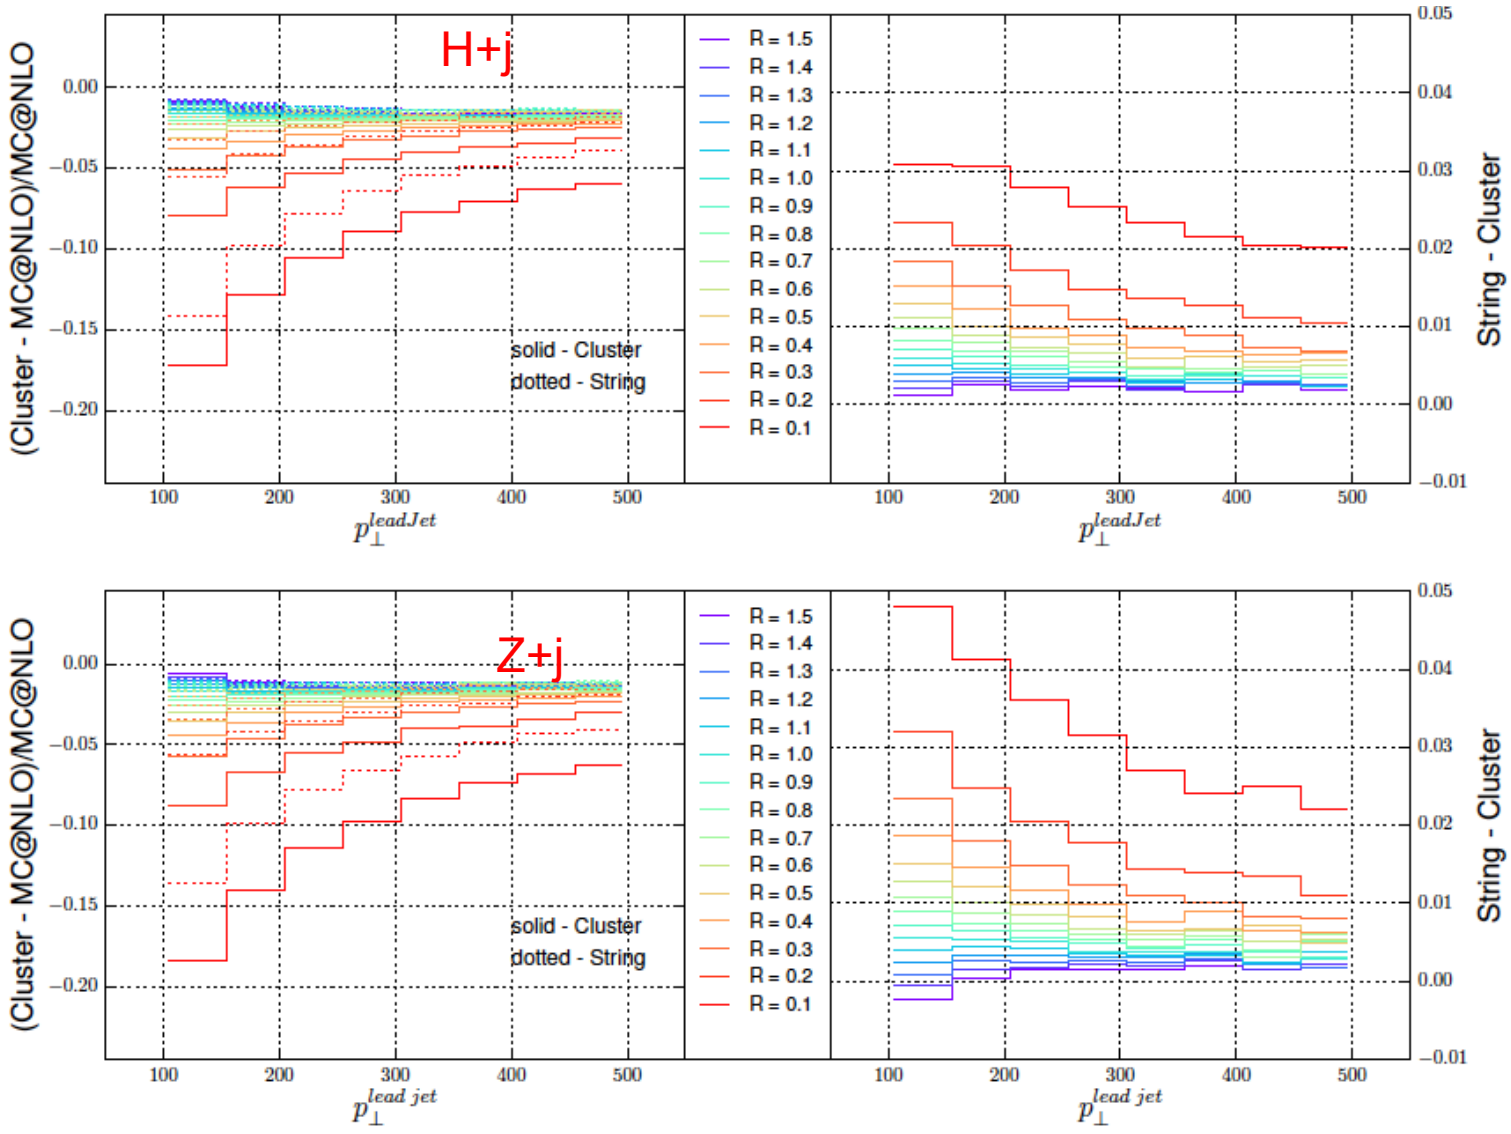 H+j
(Cluster - MC@NLO)/MC@NLO
0.00
−0.05
−0.10
−0.15
−0.20
solid - Cluster
dotted - String
100 200 300 400 500
p⊥^leadJet
R = 1.5
R = 1.4
R = 1.3
R = 1.2
R = 1.1
R = 1.0
R = 0.9
R = 0.8
R = 0.7
R = 0.6
R = 0.5
R = 0.4
R = 0.3
R = 0.2
R = 0.1
0.05
0.04
0.03
0.02
0.01
0.00
−0.01
String - Cluster
100 200 300 400 500
p⊥^leadJet
Z+j
(Cluster - MC@NLO)/MC@NLO
0.00
−0.05
−0.10
−0.15
−0.20
solid - Cluster
dotted - String
100 200 300 400 500
p⊥^lead jet
R = 1.5
R = 1.4
R = 1.3
R = 1.2
R = 1.1
R = 1.0
R = 0.9
R = 0.8
R = 0.7
R = 0.6
R = 0.5
R = 0.4
R = 0.3
R = 0.2
R = 0.1
0.05
0.04
0.03
0.02
0.01
0.00
−0.01
String - Cluster
100 200 300 400 500
p⊥^lead jet